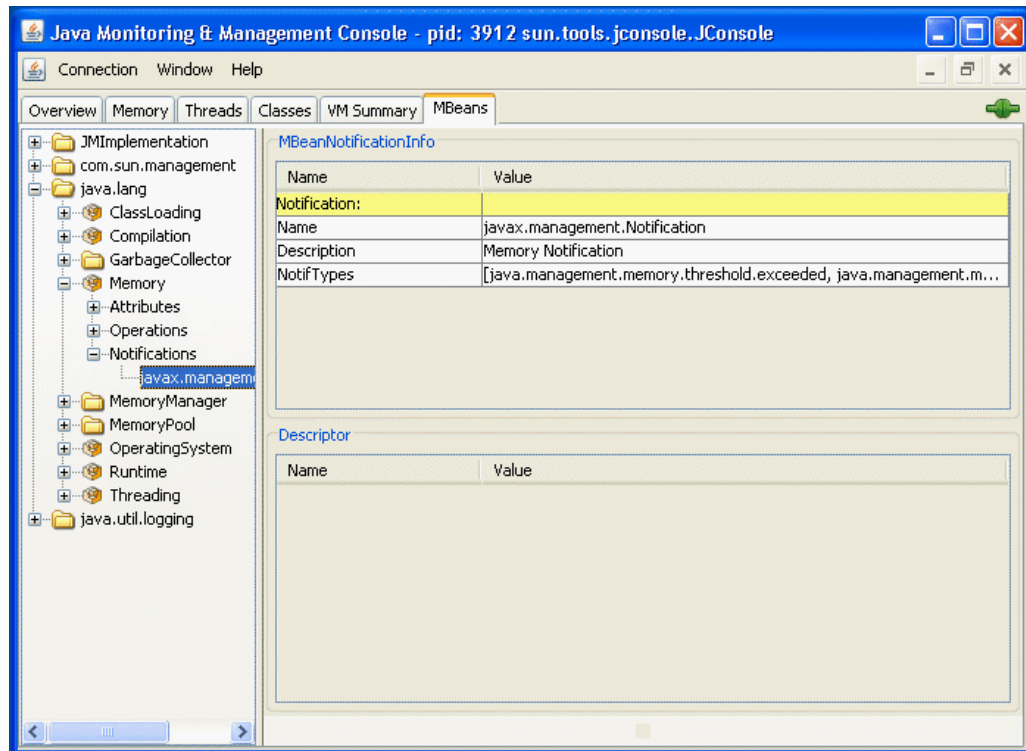 Java Monitoring & Management Console - pid: 3912 sun.tools.jconsole.JConsole
Connection Window Help
Overview Memory Threads Classes VM Summary MBeans
JMImplementation
com.sun.management
java.lang
ClassLoading
Compilation
GarbageCollector
Memory
Attributes
Operations
Notifications
javax.managem
MemoryManager
MemoryPool
OperatingSystem
Runtime
Threading
java.util.logging
MBeanNotificationInfo
Name Value
Notification:
Name javax.management.Notification
Description Memory Notification
NotifTypes [java.management.memory.threshold.exceeded, java.management.m...
Descriptor
Name Value